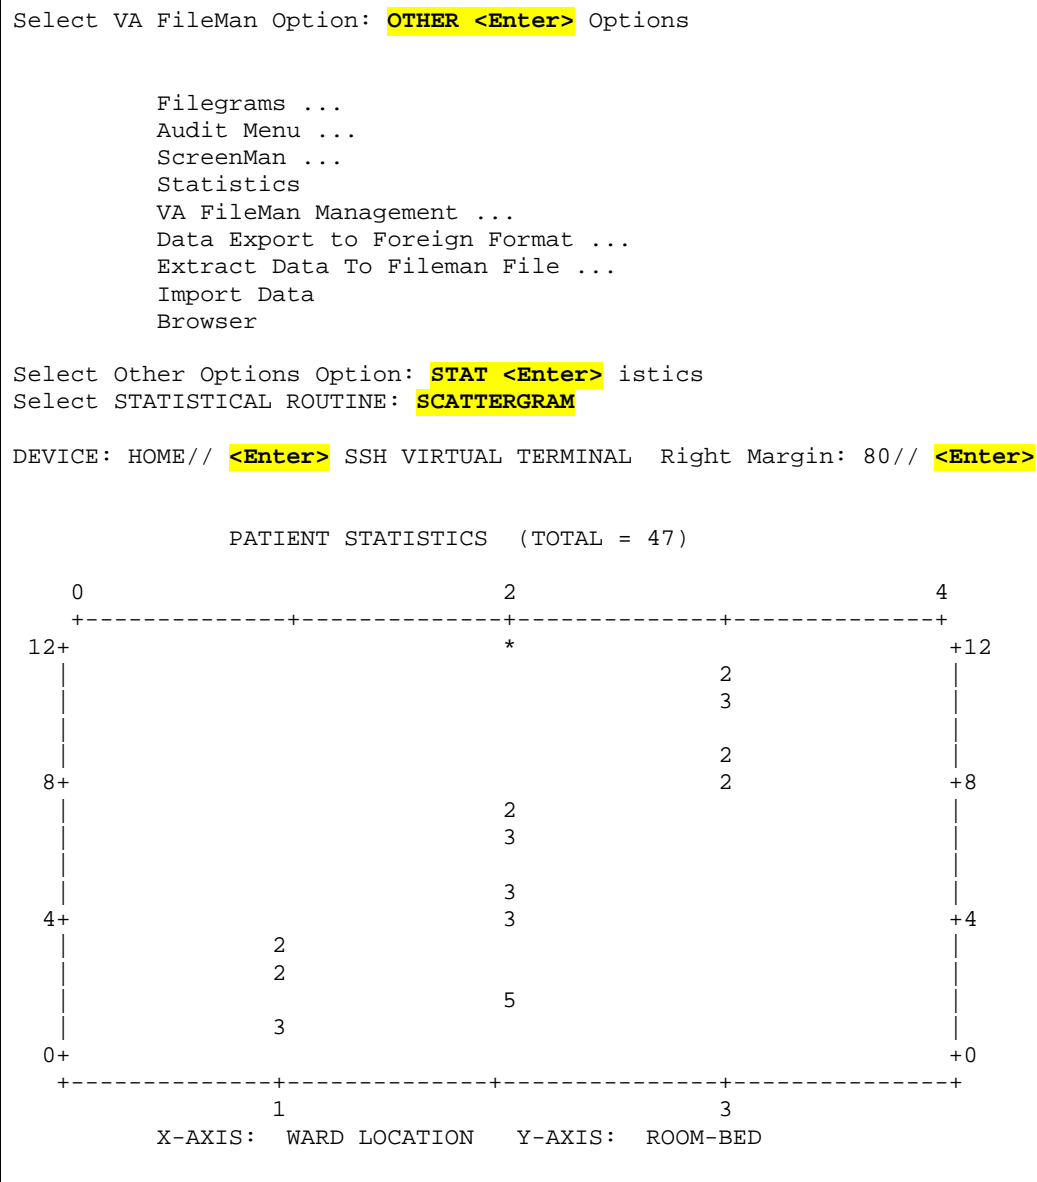 Select VA FileMan Option: OTHER <Enter> Options
Filegrams ...
Audit Menu ...
ScreenMan ...
Statistics
VA FileMan Management ...
Data Export to Foreign Format ...
Extract Data To Fileman File ...
Import Data
Browser
Select Other Options Option: STAT <Enter> istics
Select STATISTICAL ROUTINE: SCATTERGRAM
DEVICE: HOME// <Enter> SSH VIRTUAL TERMINAL  Right Margin: 80// <Enter>
PATIENT STATISTICS  (TOTAL = 47)
0                             2                             4
+--------------+--------------+--------------+--------------+
12+                              *                              +12
|                                             2               |
|                                             3               |
|                                                             |
|                                             2               |
8+                                             2               +8
|                              2                              |
|                              3                              |
|                                                             |
|                              3                              |
4+                              3                              +4
|              2                                              |
|              2                                              |
|                              5                              |
|              3                                              |
0+                                                             +0
+--------------+--------------+---------------+---------------+
1                              3
X-AXIS:  WARD LOCATION   Y-AXIS:  ROOM-BED